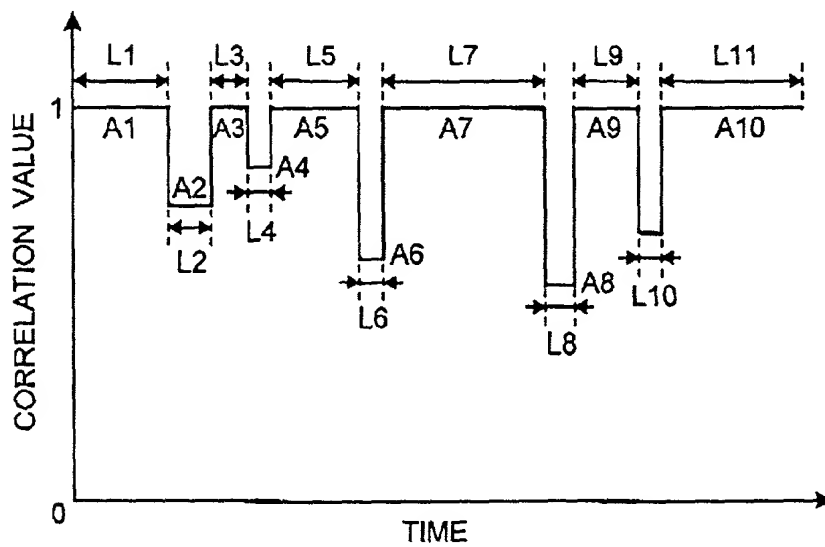 L1 L3 L5 L7 L9 L11
1
A1 A3 A5 A7 A9 A10
A2 A4
L2 L4
A6 A8
L6 L8 L10
CORRELATION VALUE
0
TIME